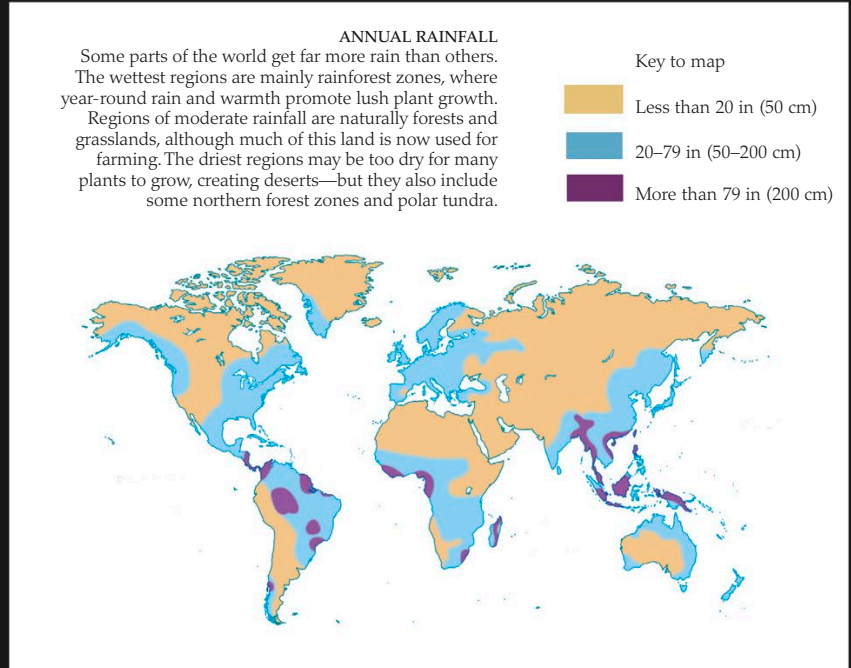 ANNUAL RAINFALL
Some parts of the world get far more rain than others.
The wettest regions are mainly rainforest zones, where
year-round rain and warmth promote lush plant growth.
Regions of moderate rainfall are naturally forests and
grasslands, although much of this land is now used for
farming. The driest regions may be too dry for many
plants to grow, creating deserts—but they also include
some northern forest zones and polar tundra.
Key to map
Less than 20 in (50 cm)
20–79 in (50–200 cm)
More than 79 in (200 cm)